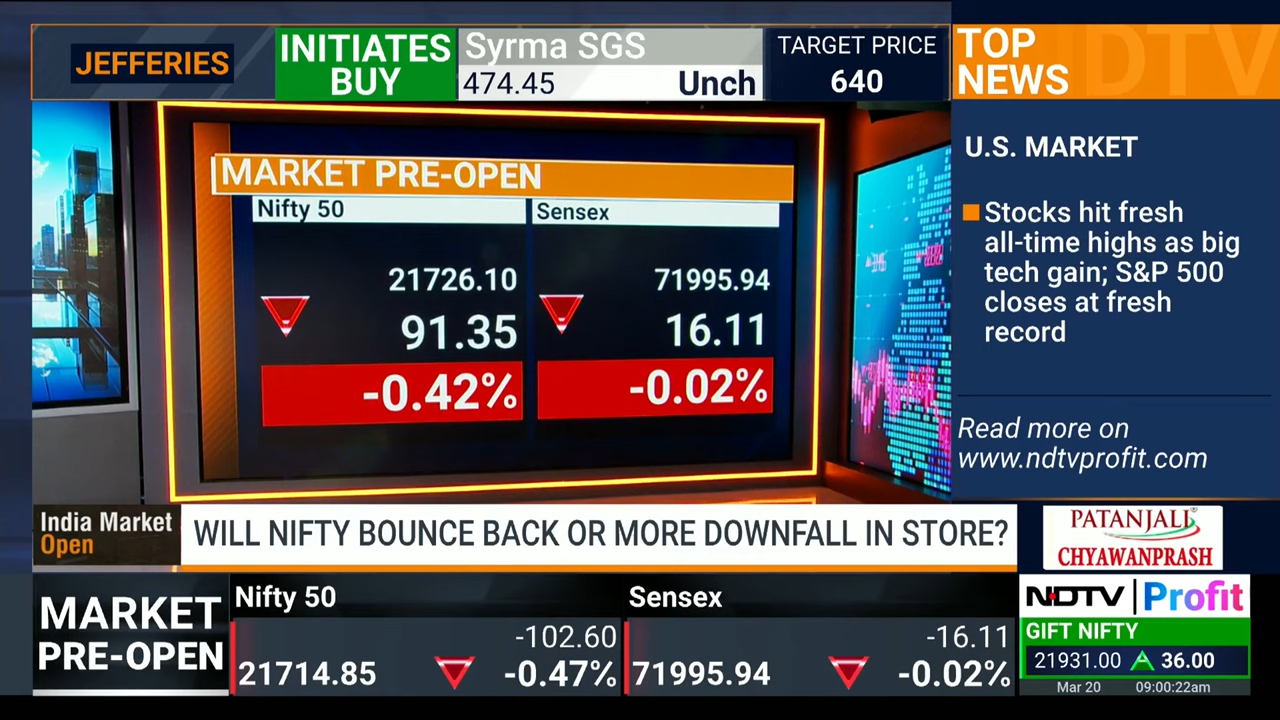 JEFFERIES
INITIATES
BUY
Syrma SGS
474.45 Unch
TARGET PRICE
640
TOP
NEWS
NDTV
U.S. MARKET
Stocks hit fresh
all-time highs as big
tech gain; S&P 500
closes at fresh
record
Read more on
www.ndtvprofit.com
MARKET PRE-OPEN
Nifty 50 Sensex
21726.10 71995.94
91.35 16.11
-0.42% -0.02%
India Market
Open
WILL NIFTY BOUNCE BACK OR MORE DOWNFALL IN STORE?
PATANJALI®
CHYAWANPRASH
MARKET
PRE-OPEN
Nifty 50
-102.60
21714.85 -0.47%
Sensex
-16.11
71995.94 -0.02%
NDTV Profit
GIFT NIFTY
21931.00 36.00
Mar 20 09:00:22am